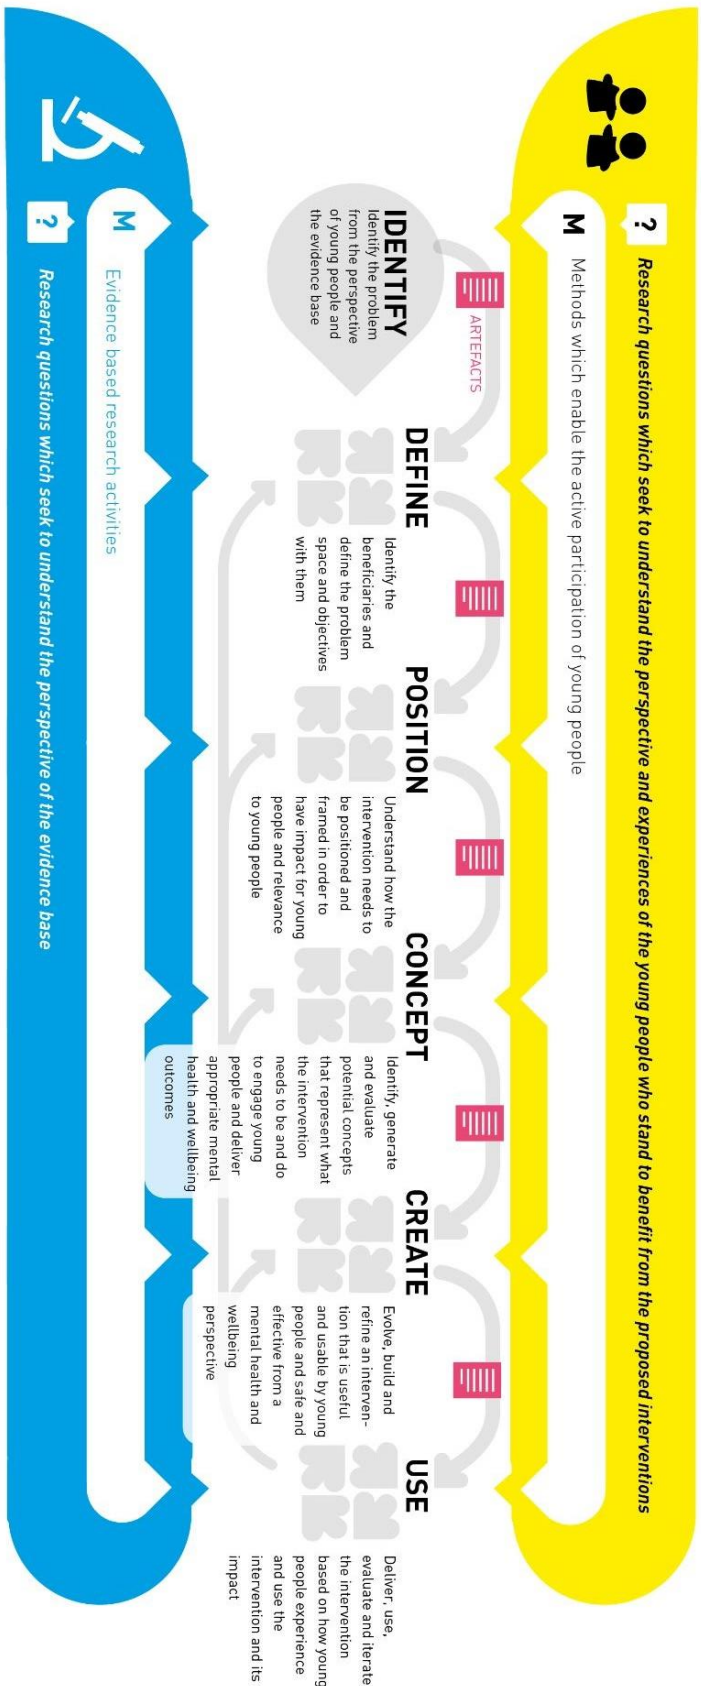 ?
Research questions which seek to understand the perspective and experiences of the young people who stand to benefit from the proposed interventions
M
Methods which enable the active participation of young people
ARTEFACTS
IDENTIFY
Identify the problem
from the perspective
of young people and
the evidence base
DEFINE
Identify the
beneficiaries and
define the problem
space and objectives
with them
POSITION
Understand how the
intervention needs to
be positioned and
framed in order to
have impact for young
people and relevance
to young people
CONCEPT
Identify, generate
and evaluate
potential concepts
that represent what
the intervention
needs to be and do
to engage young
people and deliver
appropriate mental
health and wellbeing
outcomes
CREATE
Evolve, build and
refine an interven-
tion that is useful
and usable by young
people and safe and
effective from a
mental health and
wellbeing
perspective
USE
Deliver, use,
evaluate and iterate
the intervention
based on how young
people experience
and use the
intervention and its
impact
M
Evidence based research activities
?
Research questions which seek to understand the perspective of the evidence base